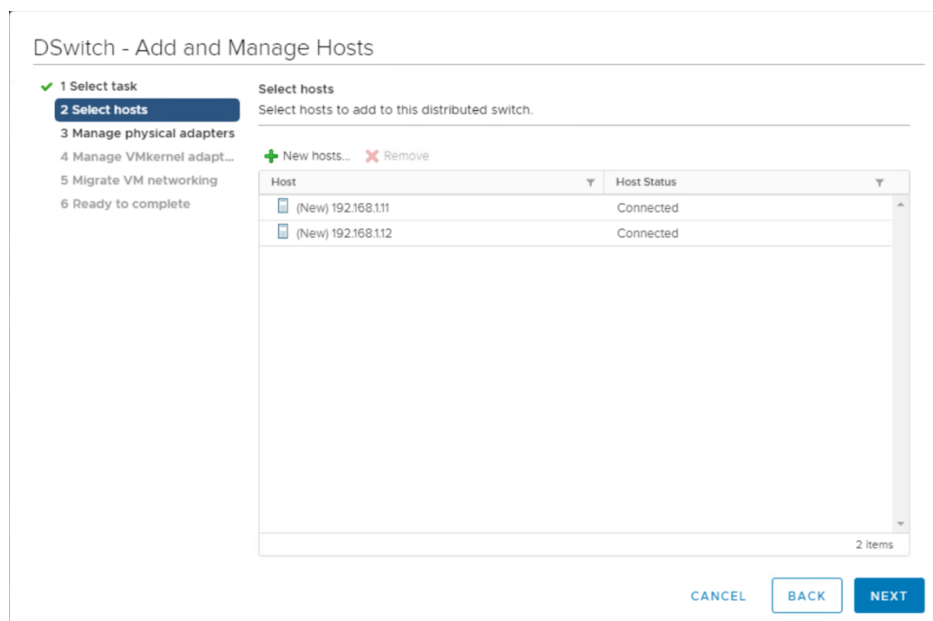 DSwitch - Add and Manage Hosts
1 Select task
2 Select hosts
3 Manage physical adapters
4 Manage VMkernel adapt...
5 Migrate VM networking
6 Ready to complete
Select hosts
Select hosts to add to this distributed switch.
New hosts... Remove
Host Host Status
(New) 192.168.1.11 Connected
(New) 192.168.1.12 Connected
2 items
CANCEL BACK NEXT